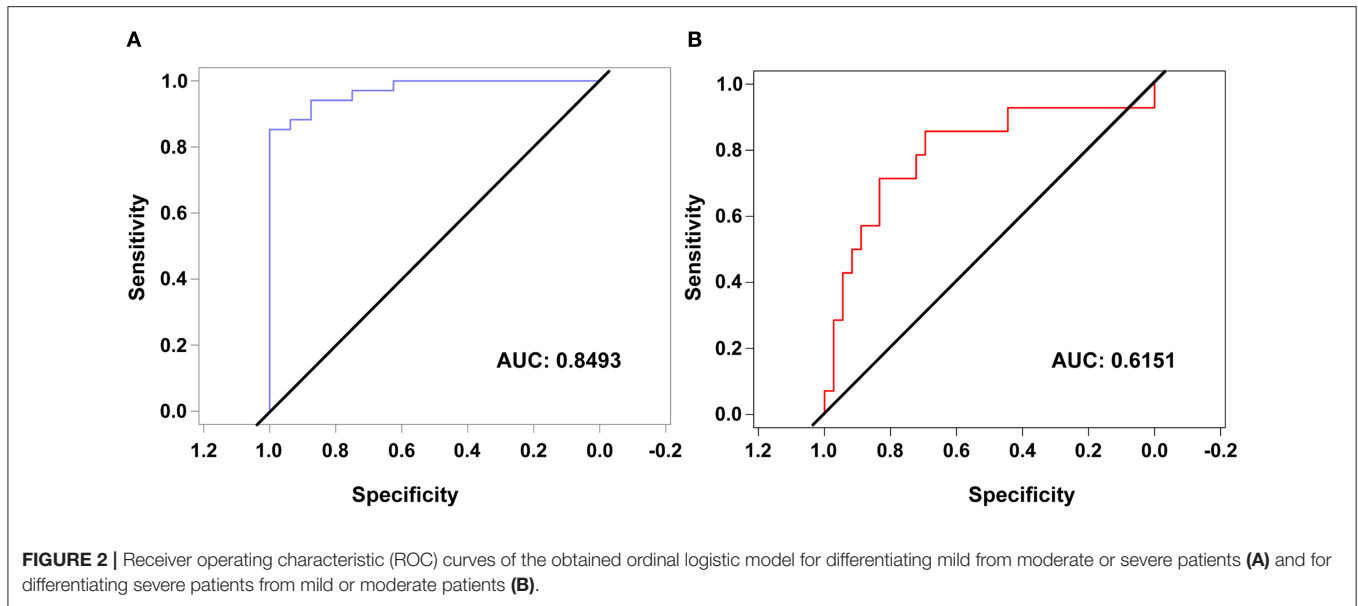 A
1.0
0.8
0.6
0.4
0.2
0.0
Sensitivity
AUC: 0.8493
1.2 1.0 0.8 0.6 0.4 0.2 0.0 -0.2
Specificity
B
1.0
0.8
0.6
0.4
0.2
0.0
Sensitivity
AUC: 0.6151
1.2 1.0 0.8 0.6 0.4 0.2 0.0 -0.2
Specificity
FIGURE 2 | Receiver operating characteristic (ROC) curves of the obtained ordinal logistic model for differentiating mild from moderate or severe patients (A) and for
differentiating severe patients from mild or moderate patients (B).